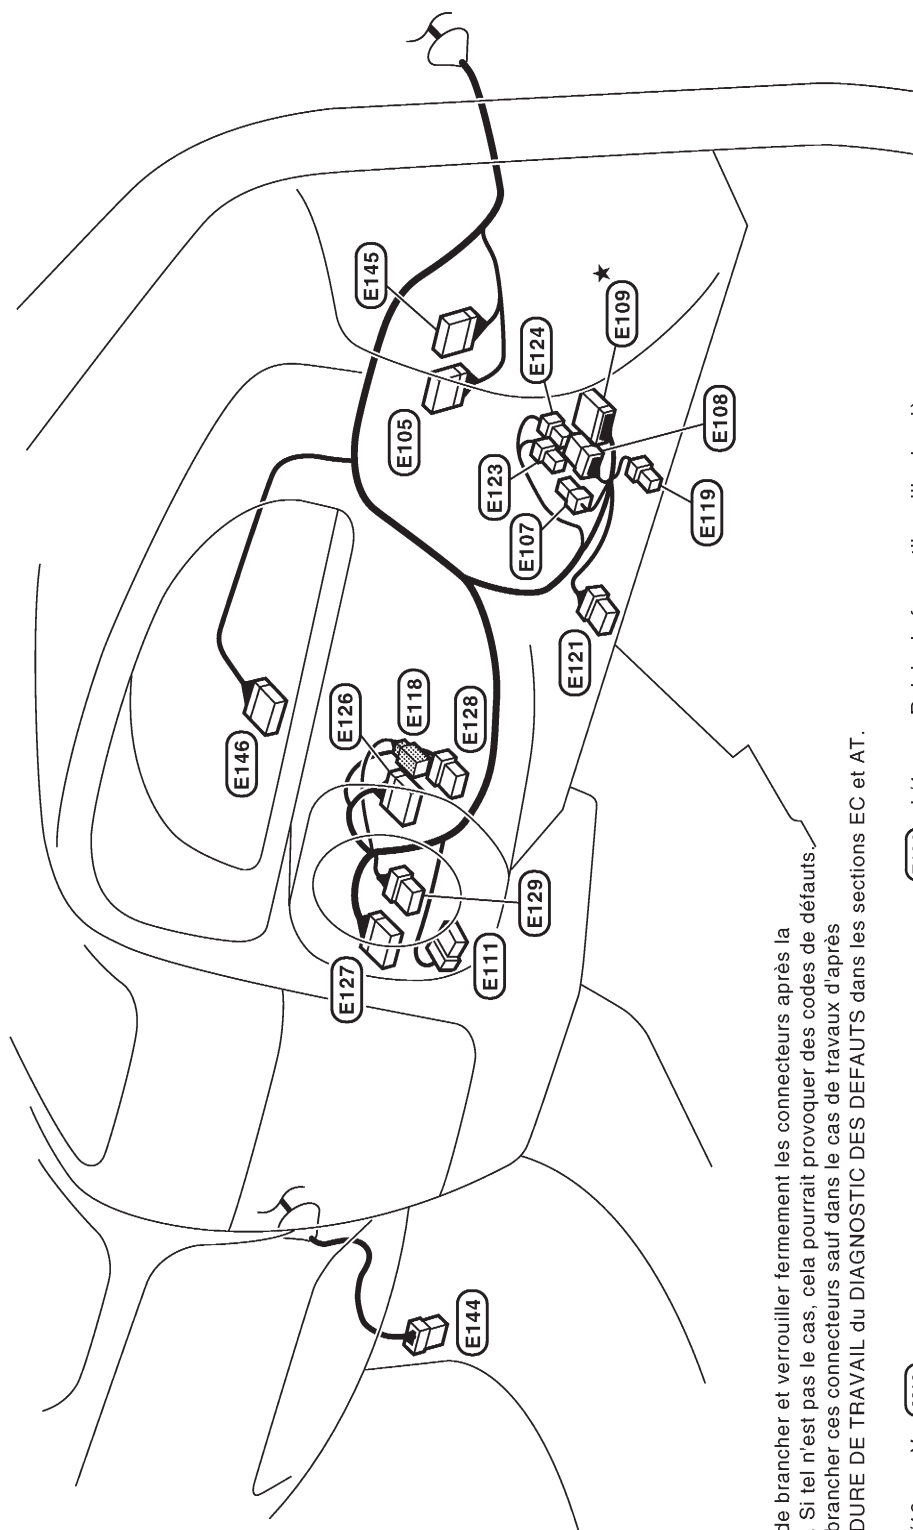 E145
★
E109
E124
E105
E108
E123
E119
E107
E121
E126
E118
E128
E146
E129
E127
E111
E144
de brancher et verrouiller fermement les connecteurs après la
. Si tel n'est pas le cas, cela pourrait provoquer des codes de défauts.
brancher ces connecteurs sauf dans le cas de travaux d'après
DURE DE TRAVAIL du DIAGNOSTIC DES DEFAUTS dans les sections EC et AT.